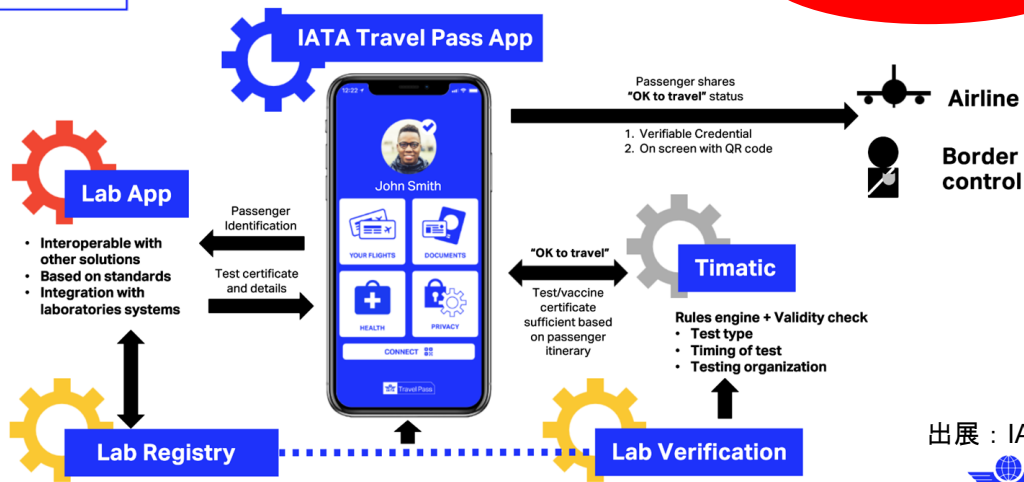 IATA Travel Pass App
12:22
John Smith
YOUR FLIGHTS
DOCUMENTS
HEALTH
PRIVACY
CONNECT
Travel Pass
Passenger shares
"OK to travel" status
1. Verifiable Credential
2. On screen with QR code
Airline
Border
control
Lab App
• Interoperable with
other solutions
• Based on standards
• Integration with
laboratories systems
Passenger
Identification
Test certificate
and details
"OK to travel"
Test/vaccine
certificate
sufficient based
on passenger
itinerary
Timatic
Rules engine + Validity check
• Test type
• Timing of test
• Testing organization
Lab Registry
Lab Verification
出展：IA